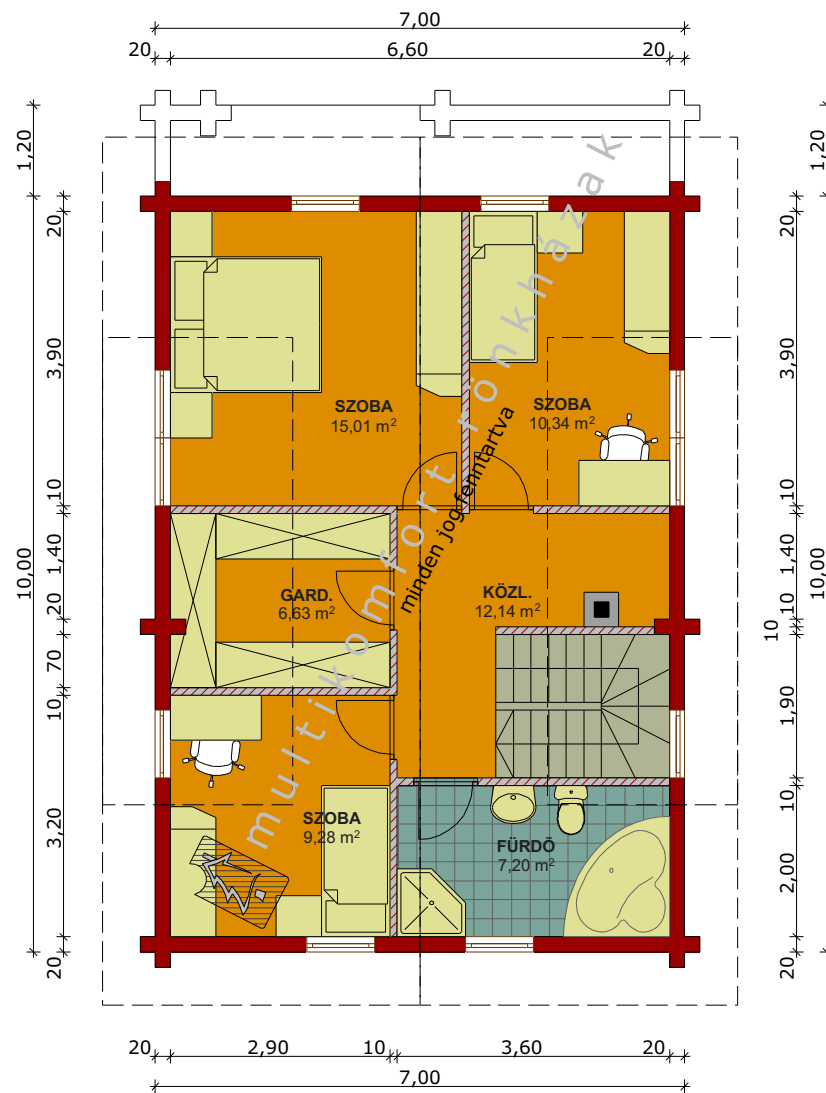 7,00
20 6,60 20
1,20
1,20
20
3,90
10
1,40
20
70
10
3,20
20
10,00
SZOBA
15,01 m²
SZOBA
10,34 m²
GARD.
6,63 m²
KÖZL.
12,14 m²
SZOBA
9,28 m²
FÜRDÕ
7,20 m²
multikomfort rönkházak
minden jog fenntartva
20
3,90
10
1,40
10
10
1,90
10
2,00
20
10,00
20 2,90 10 3,60 20
7,00